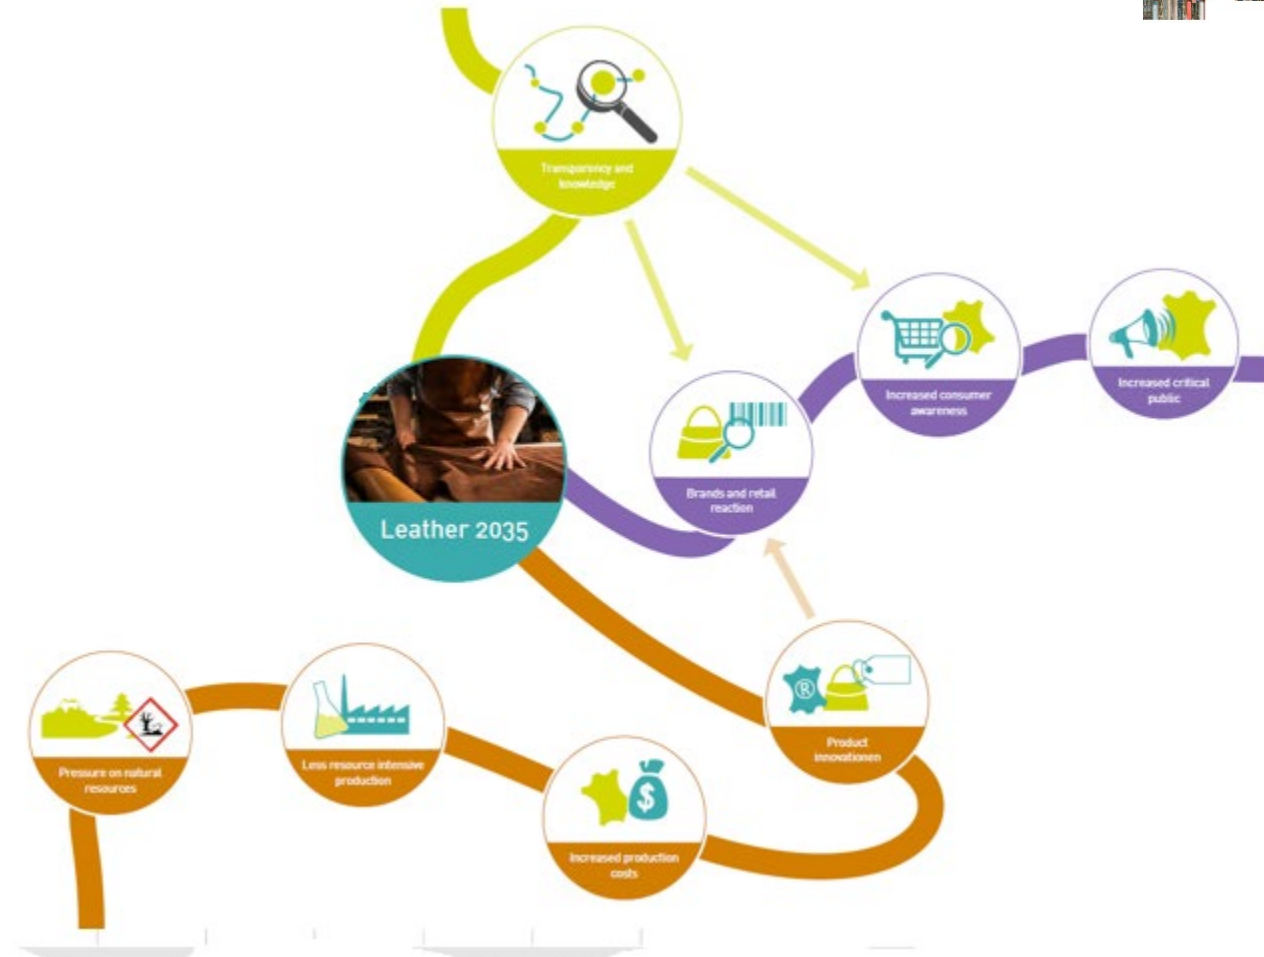 Transparency and
knowledge
Increased consumer
awareness
Increased critical
public
Brands and retail
reaction
Leather 2035
®
Product
innovationen
Pressure on natural
resources
Less resource intensive
production
$
Increased production
costs